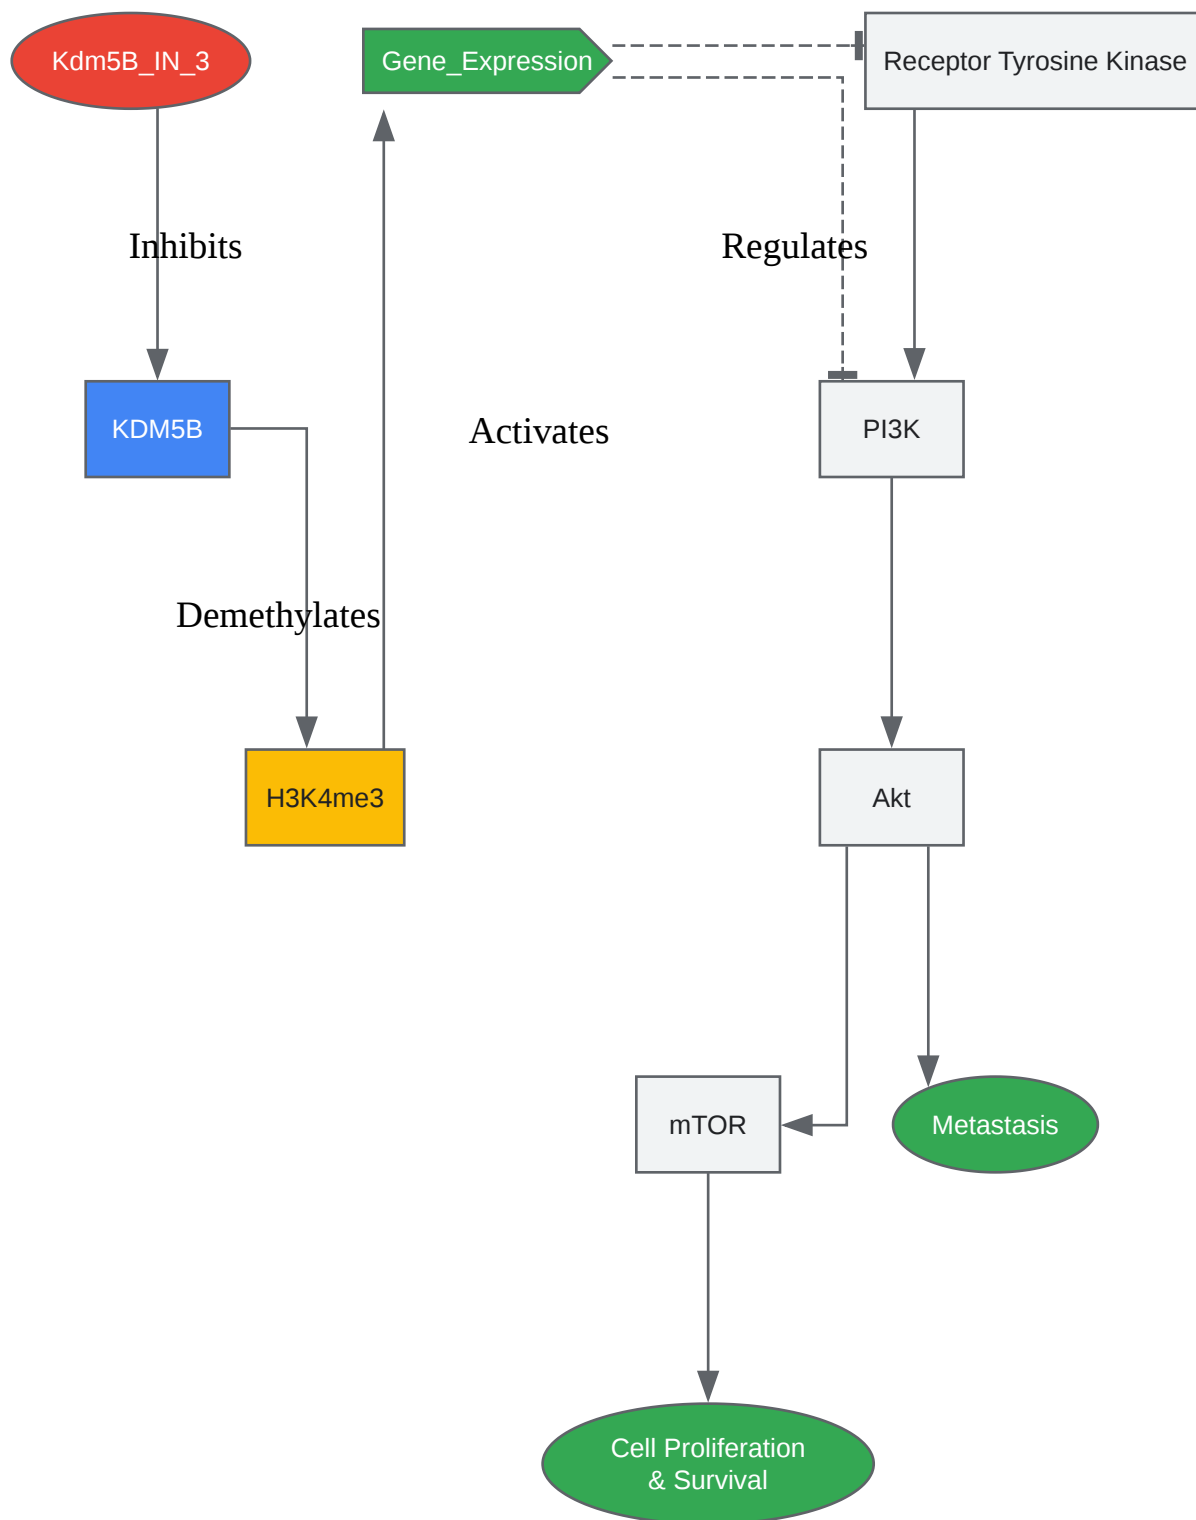 Kdm5B_IN_3
Gene_Expression
Receptor Tyrosine Kinase
Inhibits
Regulates
KDM5B
Activates
PI3K
Demethylates
H3K4me3
Akt
mTOR
Metastasis
Cell Proliferation
& Survival